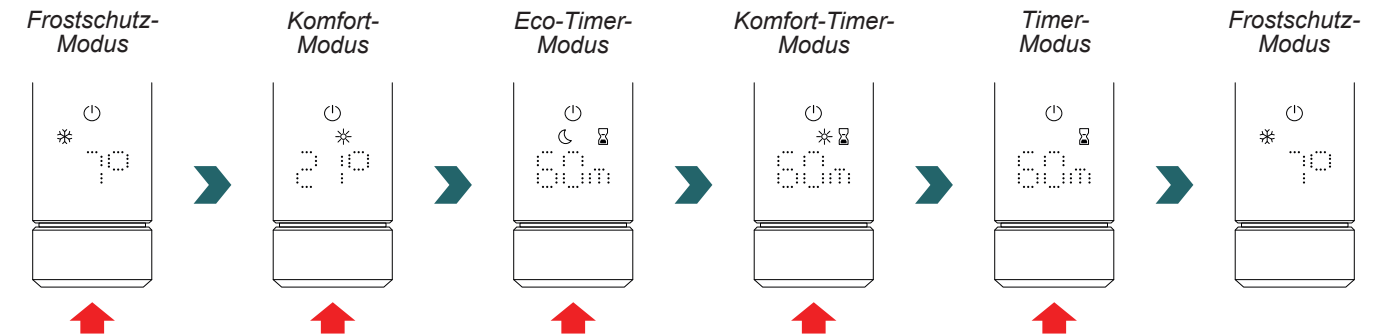 Frostschutz-
Modus
Komfort-
Modus
Eco-Timer-
Modus
Komfort-Timer-
Modus
Timer-
Modus
Frostschutz-
Modus
7°
21°
60m
60m
60m
7°